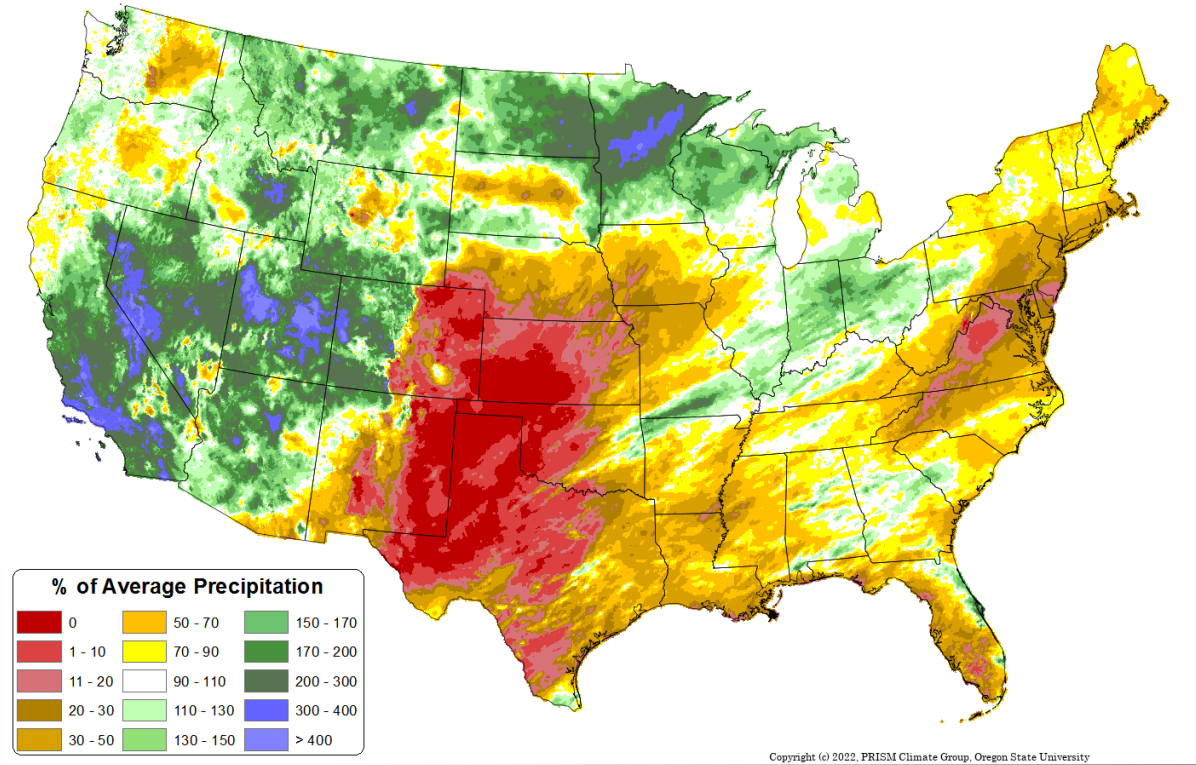 % of Average Precipitation
0 50 - 70 150 - 170
1 - 10 70 - 90 170 - 200
11 - 20 90 - 110 200 - 300
20 - 30 110 - 130 300 - 400
30 - 50 130 - 150 > 400
Copyright (c) 2022, PRISM Climate Group, Oregon State University